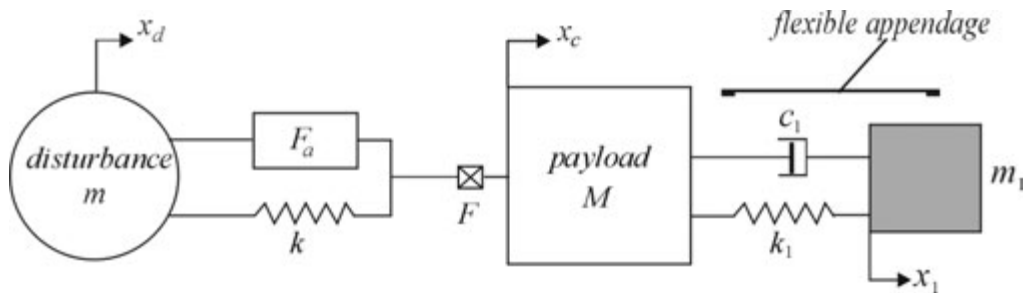 x_d
x_c
flexible appendage
disturbance
m
F_a
k
F
payload
M
c_1
k_1
m_1
x_1